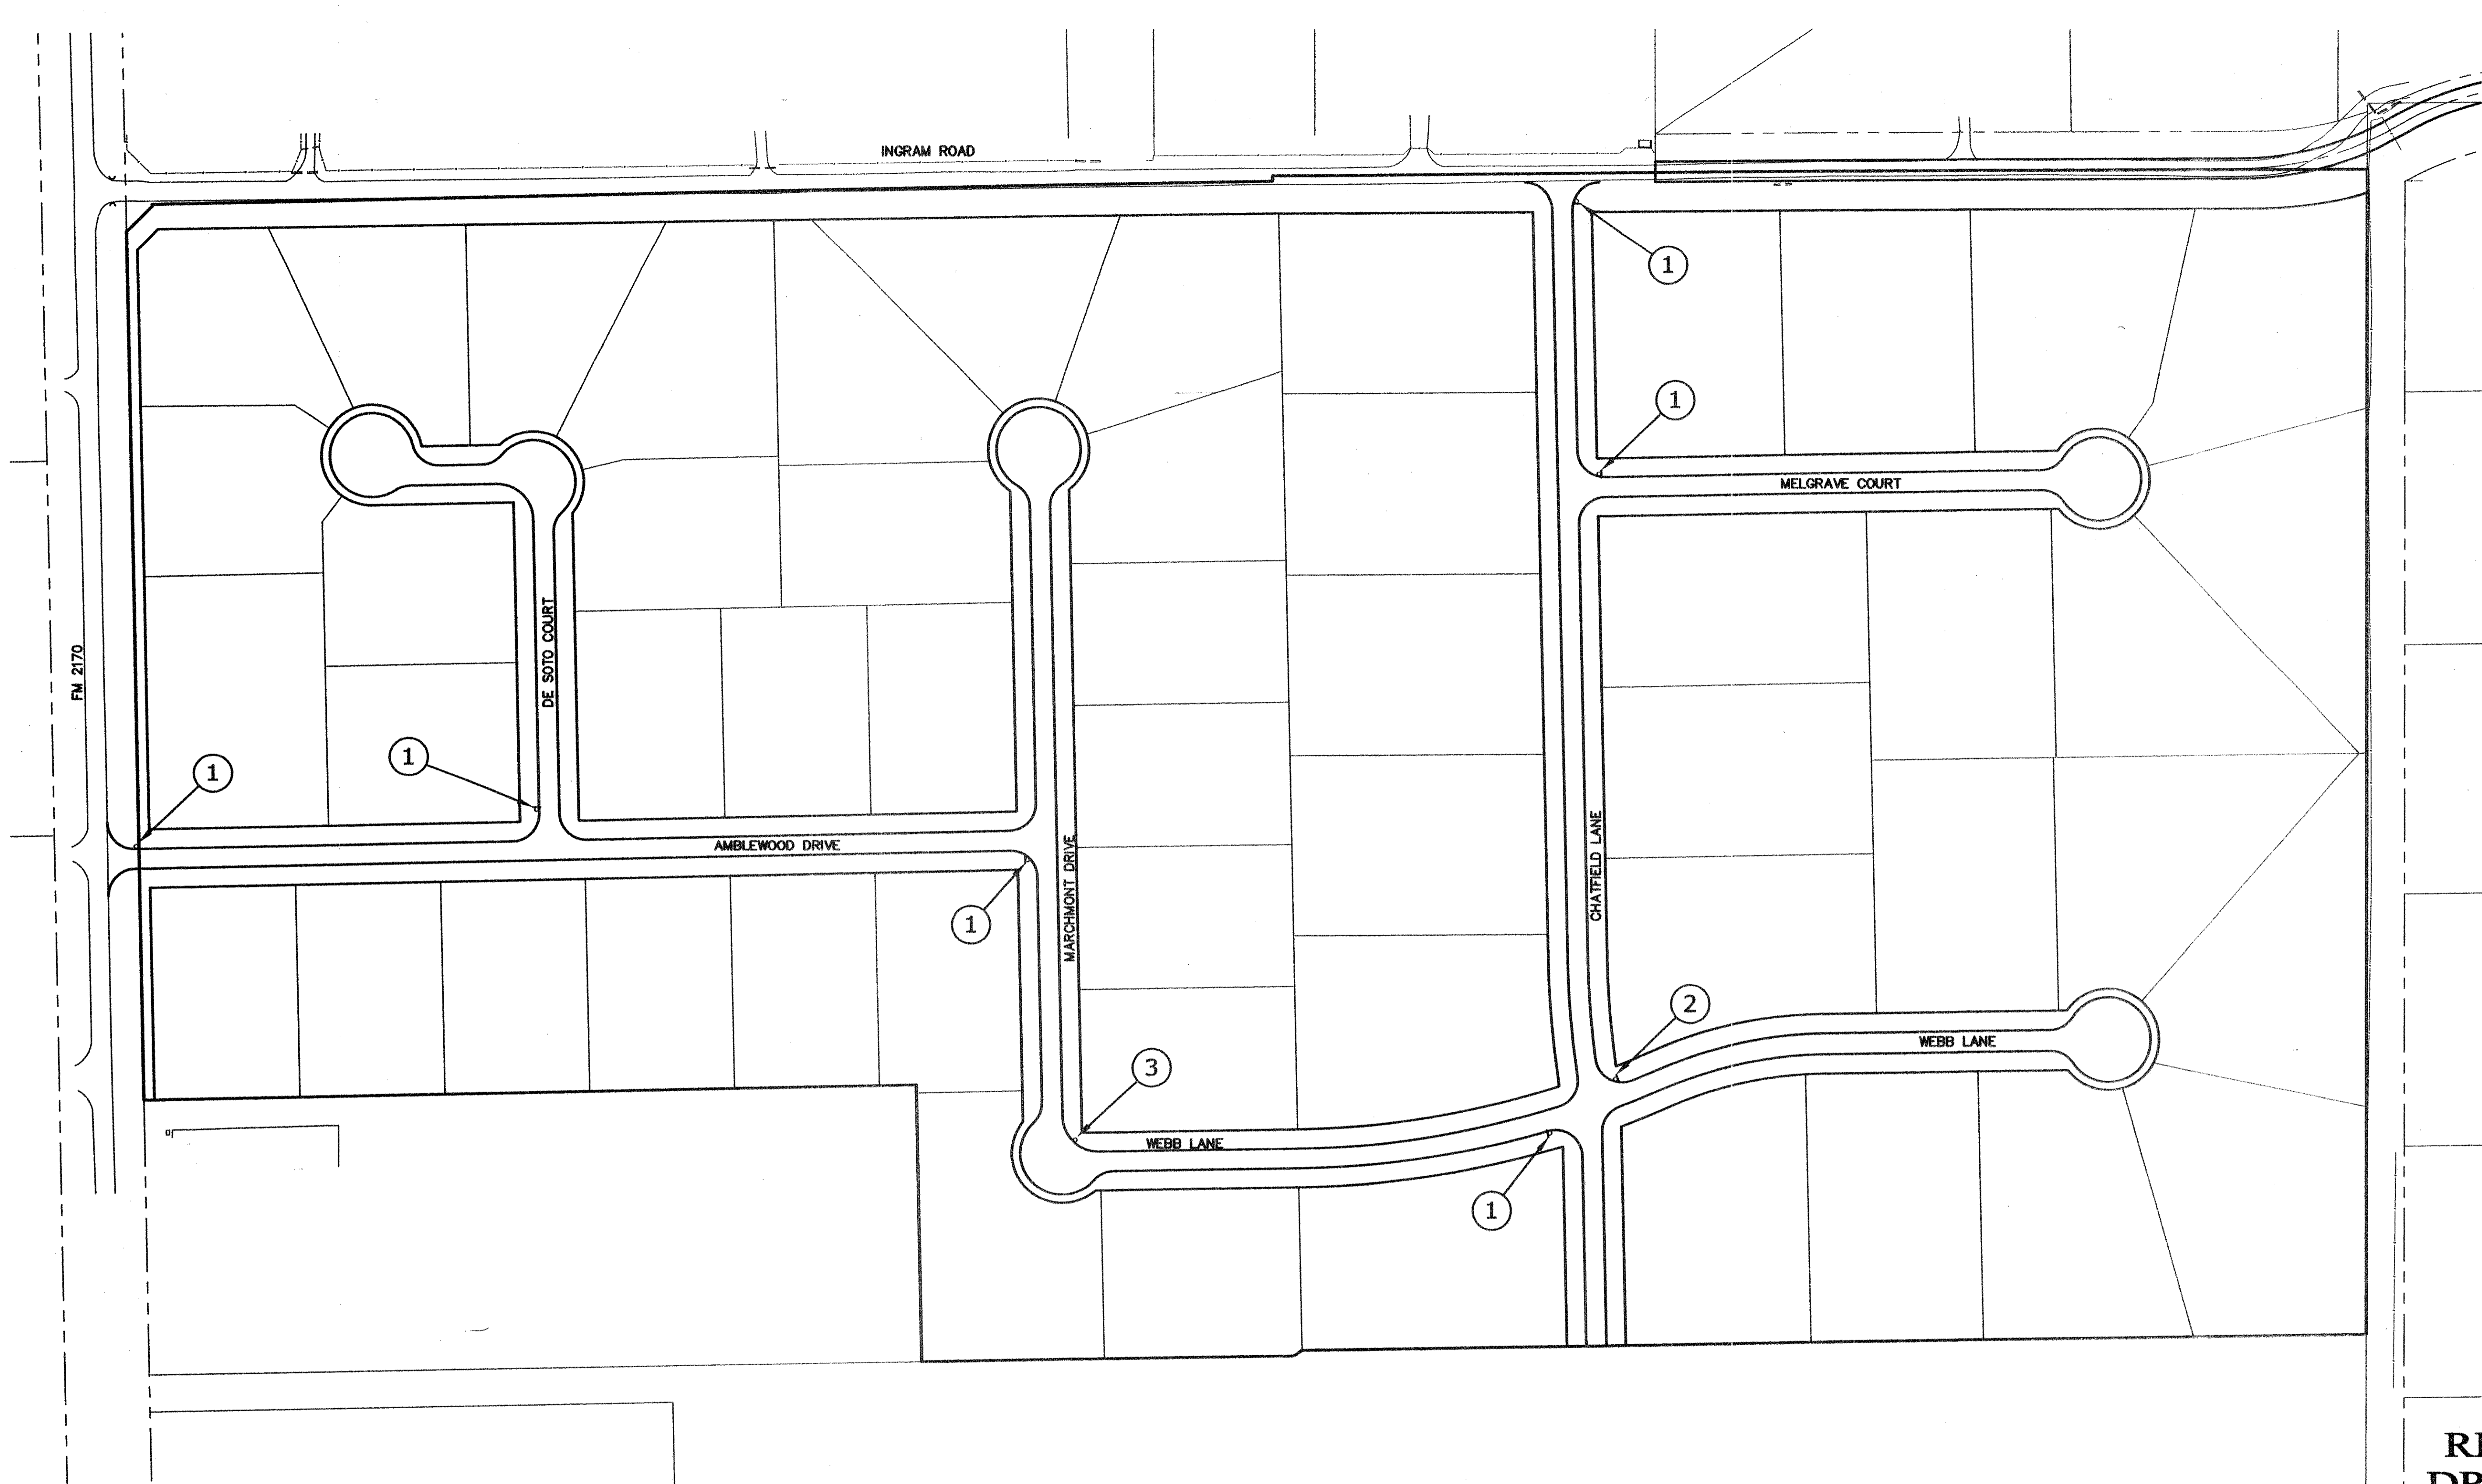 INGRAM ROAD
1
1
MELGRAVE COURT
FM 2170
DE SOTO COURT
1
1
AMBLEWOOD DRIVE
1
MARCHMONT DRIVE
CHATFIELD LANE
2
WEBB LANE
3
WEBB LANE
1